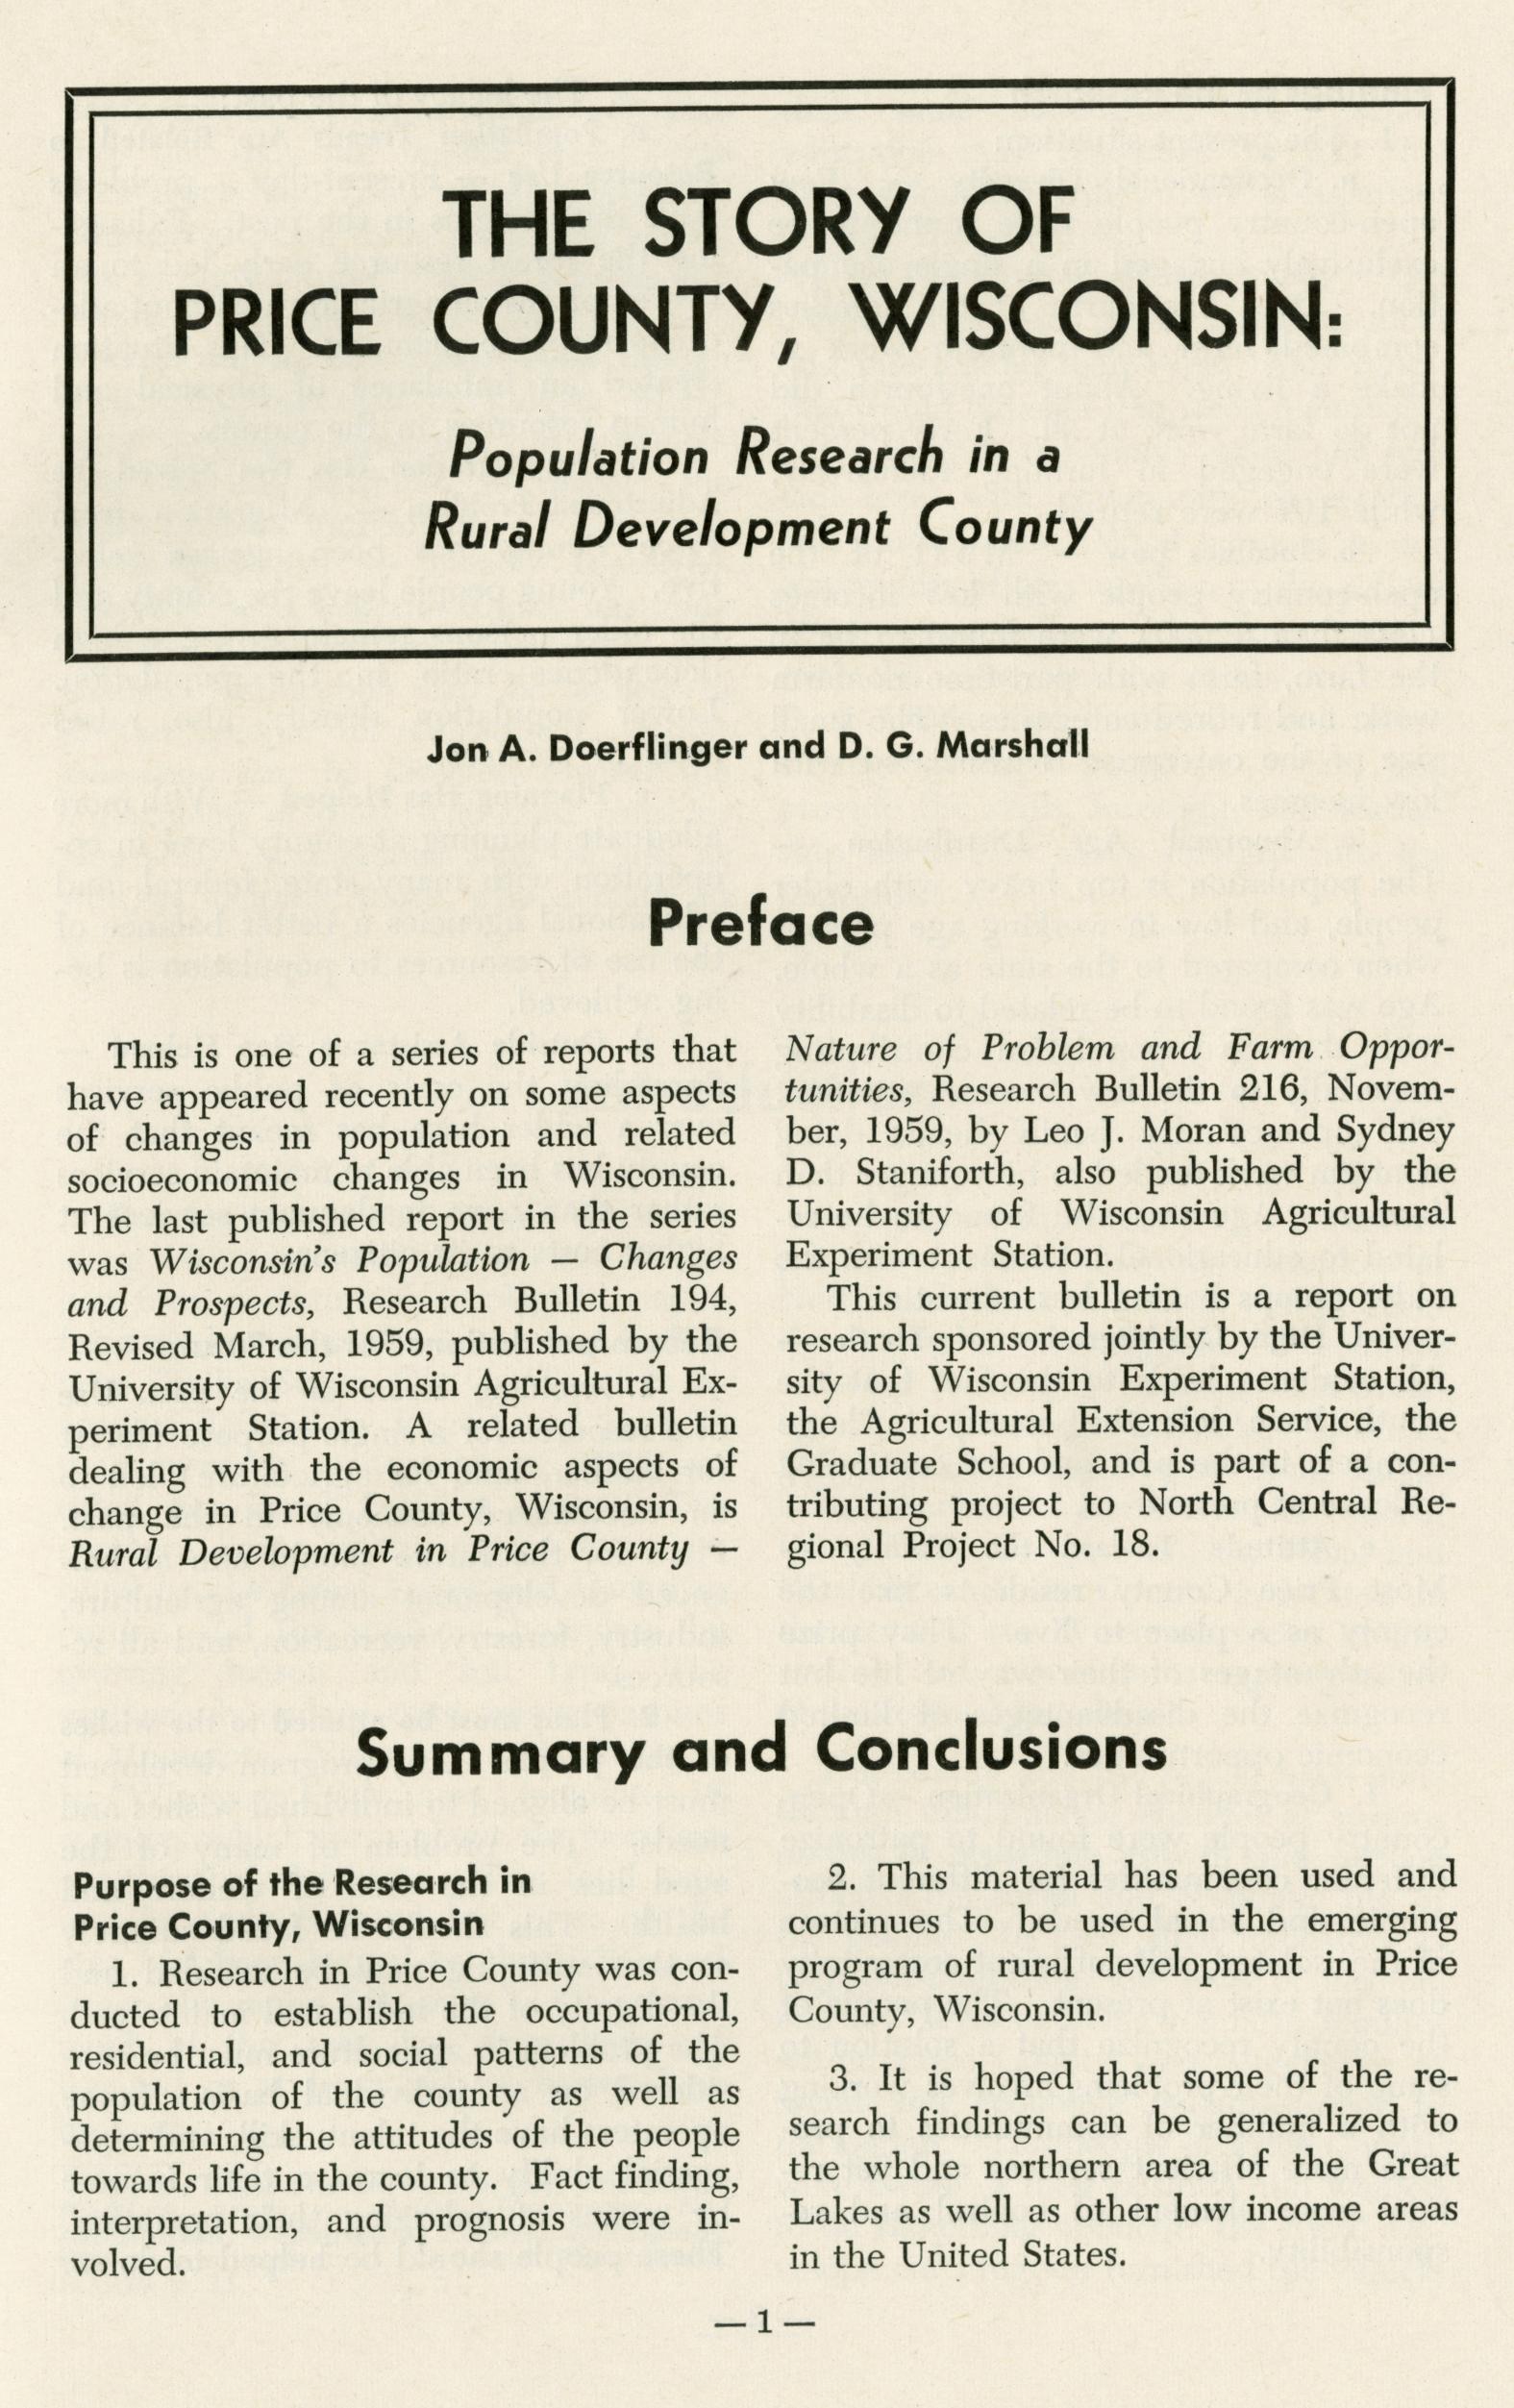 THE STORY OF
PRICE COUNTY, WISCONSIN:
Population Research in a
Rural Development County
Jon A. Doerflinger and D. G. Marshall
Preface
This is one of a series of reports that
have appeared recently on some aspects
of changes in population and related
socioeconomic changes in Wisconsin.
The last published report in the series
was Wisconsin's Population — Changes
and Prospects, Research Bulletin 194,
Revised March, 1959, published by the
University of Wisconsin Agricultural Ex-
periment Station. A related bulletin
dealing with the economic aspects of
change in Price County, Wisconsin, is
Rural Development in Price County —
Nature of Problem and Farm Oppor-
tunities, Research Bulletin 216, Novem-
ber, 1959, by Leo J. Moran and Sydney
D. Staniforth, also published by the
University of Wisconsin Agricultural
Experiment Station.
This current bulletin is a report on
research sponsored jointly by the Univer-
sity of Wisconsin Experiment Station,
the Agricultural Extension Service, the
Graduate School, and is part of a con-
tributing project to North Central Re-
gional Project No. 18.
Summary and Conclusions
Purpose of the Research in
Price County, Wisconsin
1. Research in Price County was con-
ducted to establish the occupational,
residential, and social patterns of the
population of the county as well as
determining the attitudes of the people
towards life in the county. Fact finding,
interpretation, and prognosis were in-
volved.
2. This material has been used and
continues to be used in the emerging
program of rural development in Price
County, Wisconsin.
3. It is hoped that some of the re-
search findings can be generalized to
the whole northern area of the Great
Lakes as well as other low income areas
in the United States.
— 1 —